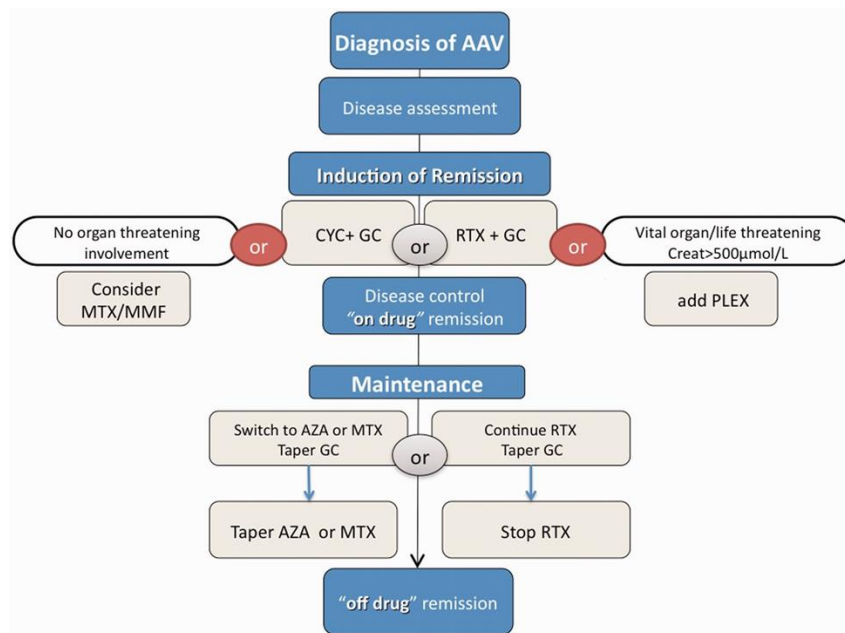 Diagnosis of AAV
Disease assessment
Induction of Remission
No organ threatening
involvement
or
CYC+ GC
or
RTX + GC
or
Vital organ/life threatening
Creat>500µmol/L
Consider
MTX/MMF
add PLEX
Disease control
"on drug" remission
Maintenance
Switch to AZA or MTX
Taper GC
or
Continue RTX
Taper GC
Taper AZA or MTX
Stop RTX
"off drug" remission